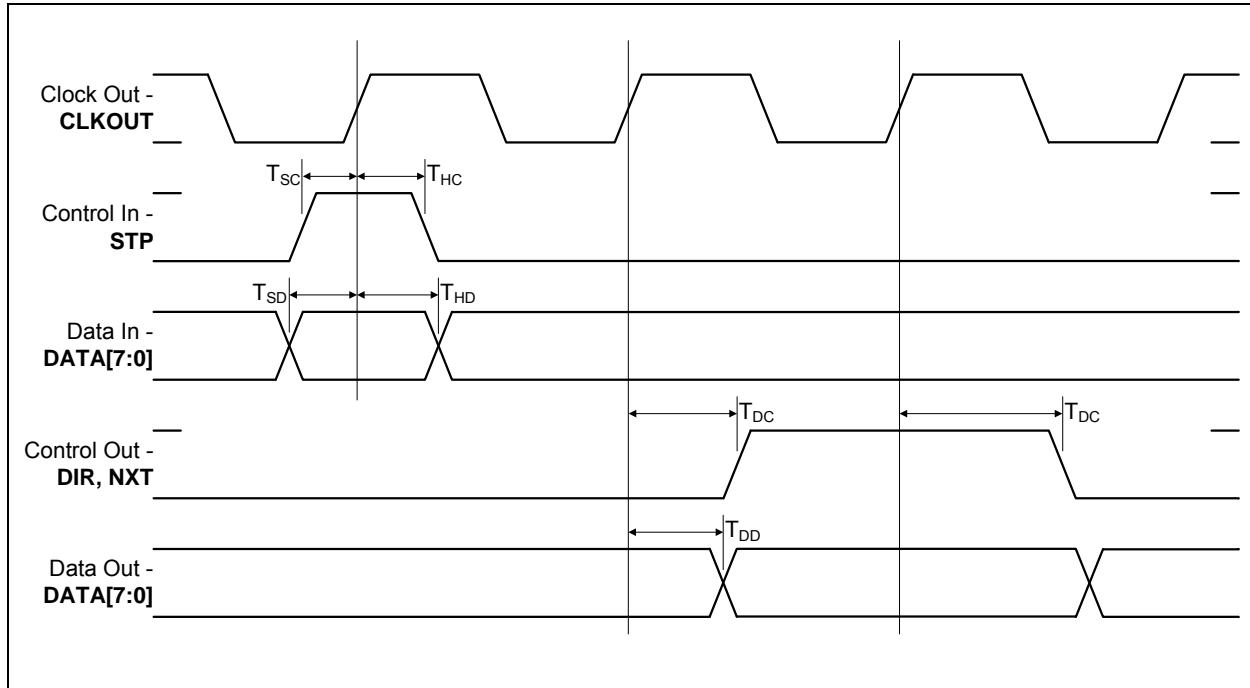 Clock Out -
CLKOUT
T_SC T_HC
Control In -
STP
T_SD T_HD
Data In -
DATA[7:0]
T_DC T_DC
Control Out -
DIR, NXT
T_DD
Data Out -
DATA[7:0]